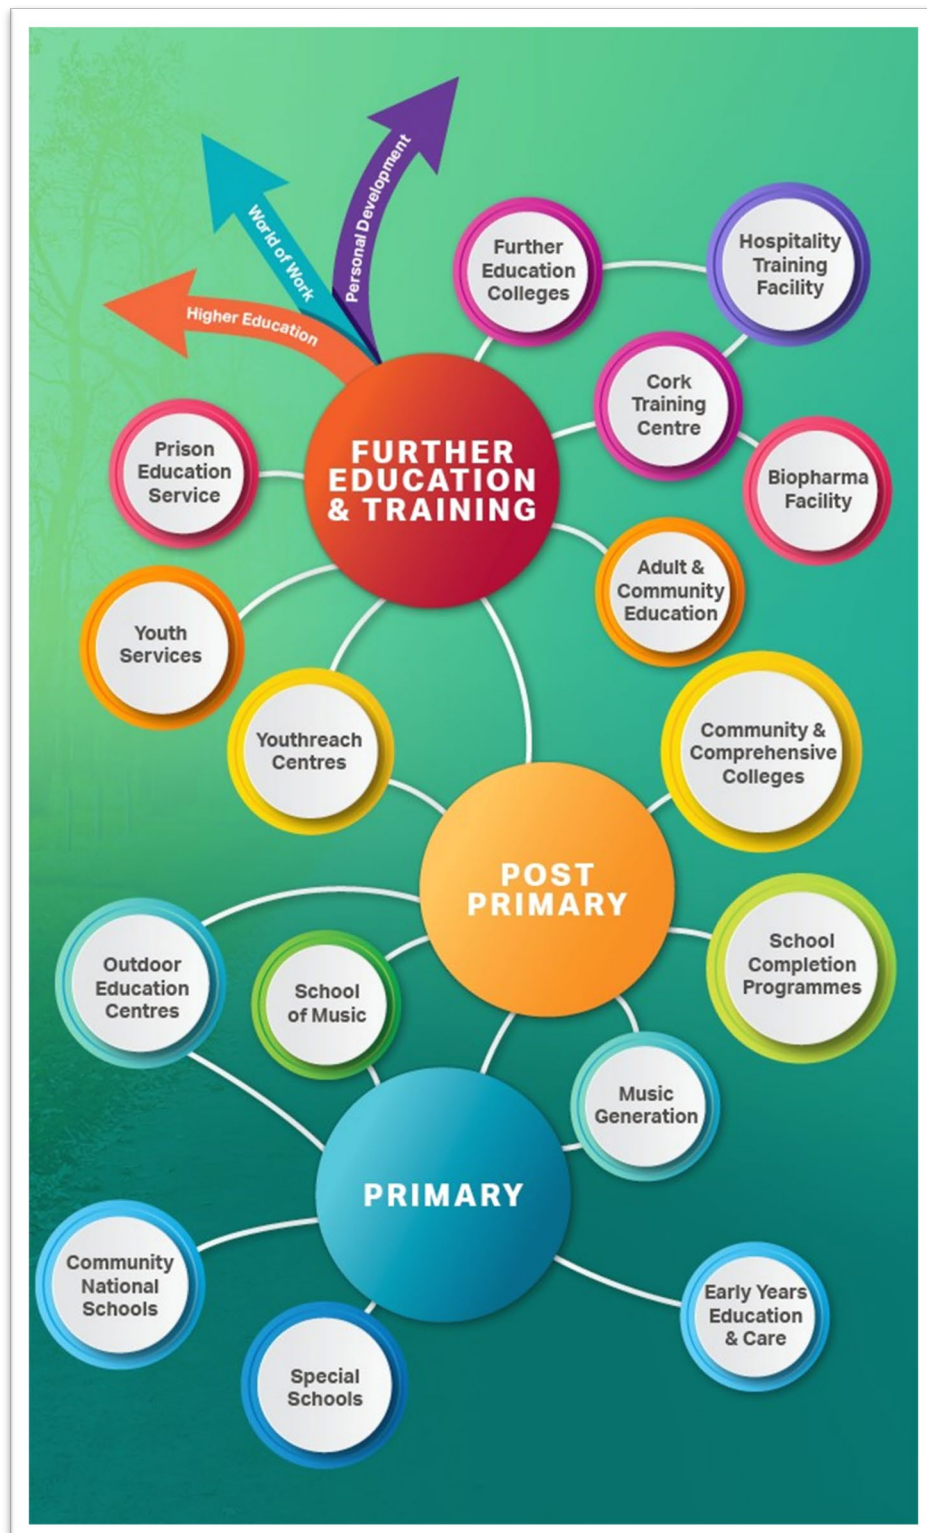 Personal Development
World of Work
Higher Education
Further
Education
Colleges
Hospitality
Training
Facility
Cork
Training
Centre
Biopharma
Facility
FURTHER
EDUCATION
& TRAINING
Prison
Education
Service
Adult &
Community
Education
Youth
Services
Youthreach
Centres
Community &
Comprehensive
Colleges
POST
PRIMARY
School
Completion
Programmes
Outdoor
Education
Centres
School
of Music
Music
Generation
PRIMARY
Community
National
Schools
Early Years
Education
& Care
Special
Schools